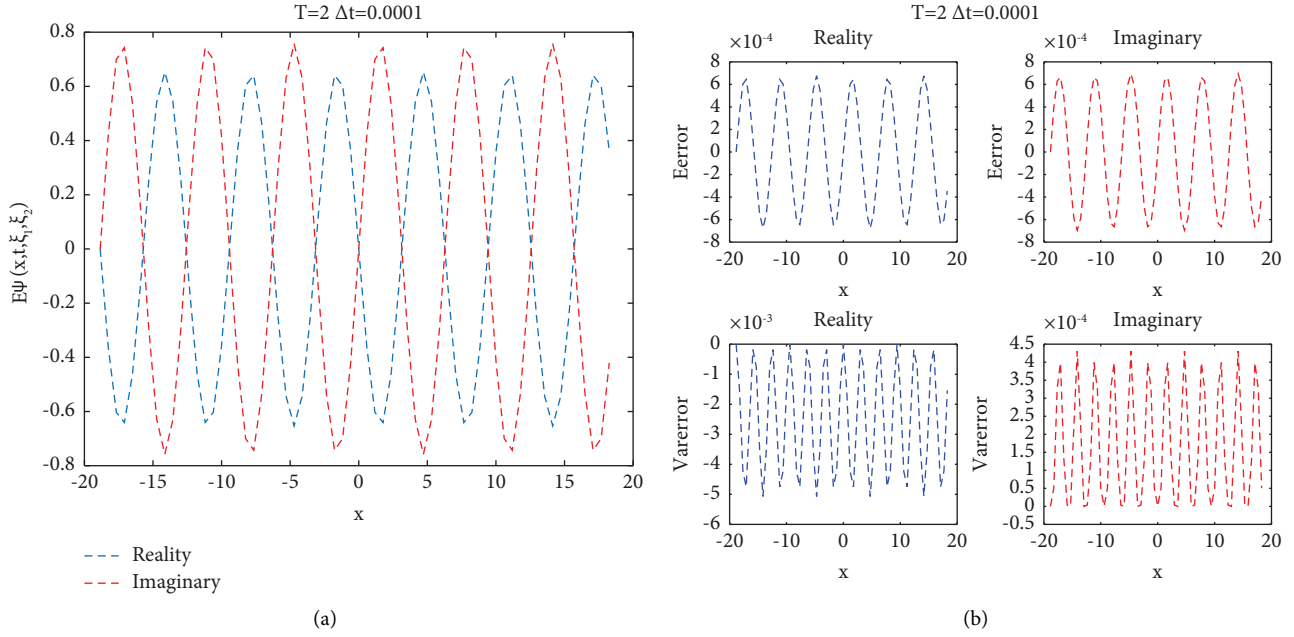 T=2 Δt=0.0001
0.8
0.6
0.4
0.2
0
-0.2
-0.4
-0.6
-0.8
Eψ (x,t,ξ1,ξ2)
-20 -15 -10 -5 0 5 10 15 20
x
Reality
Imaginary
(a)
T=2 Δt=0.0001
×10-4 Reality
8
6
4
2
0
-2
-4
-6
-8
Eerror
-20 -10 0 10 20
x
×10-4 Imaginary
8
6
4
2
0
-2
-4
-6
-8
Eerror
-20 -10 0 10 20
x
×10-3 Reality
0
-1
-2
-3
-4
-5
-6
Varerror
-20 -10 0 10 20
x
×10-4 Imaginary
4.5
4
3.5
3
2.5
2
1.5
1
0.5
0
-0.5
Varerror
-20 -10 0 10 20
x
(b)